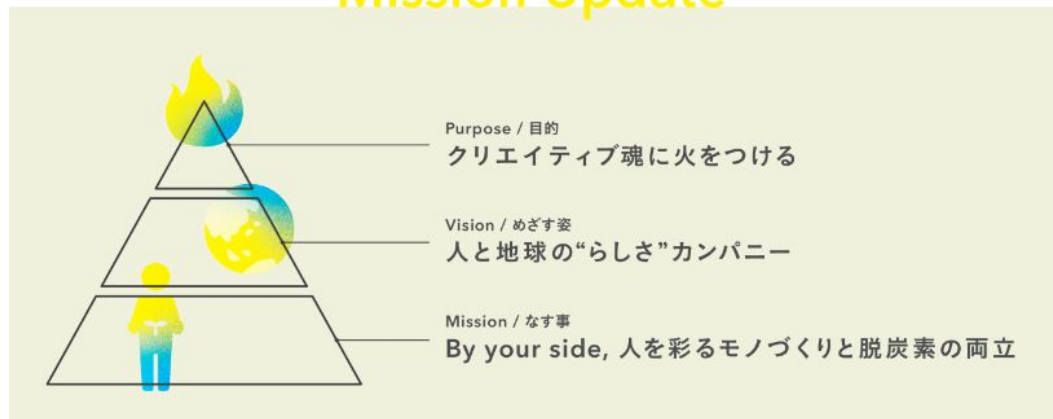 Mission Update
Purpose / 目的
クリエイティブ魂に火をつける
Vision / めざす姿
人と地球の“らしさ”カンパニー
Mission / なす事
By your side, 人を彩るモノづくりと脱炭素の両立